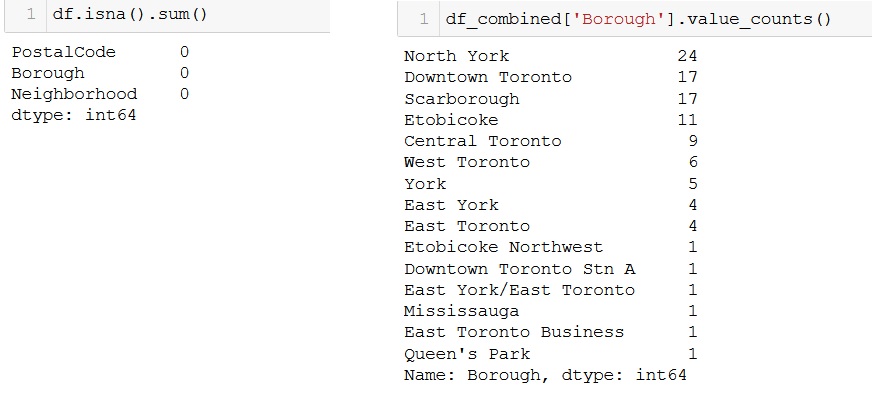 1 df.isna().sum()
PostalCode 0
Borough 0
Neighborhood 0
dtype: int64
1 df_combined['Borough'].value_counts()
North York 24
Downtown Toronto 17
Scarborough 17
Etobicoke 11
Central Toronto 9
West Toronto 6
York 5
East York 4
East Toronto 4
Etobicoke Northwest 1
Downtown Toronto Stn A 1
East York/East Toronto 1
Mississauga 1
East Toronto Business 1
Queen's Park 1
Name: Borough, dtype: int64